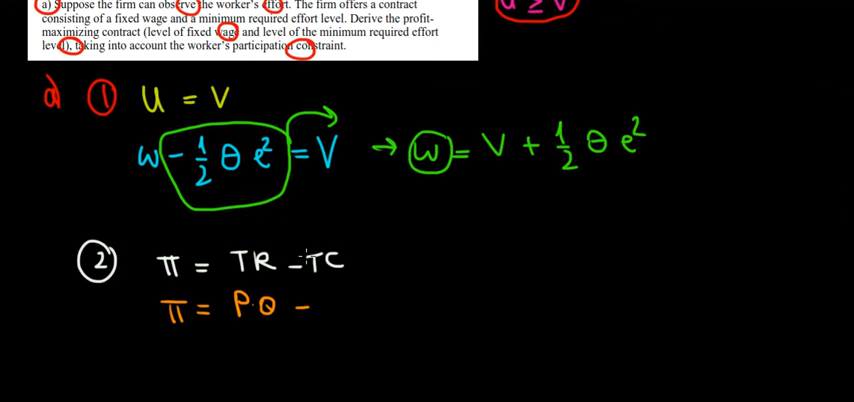 a) Suppose the firm can observe the worker's effort. The firm offers a contract
consisting of a fixed wage and a minimum required effort level. Derive the profit-
maximizing contract (level of fixed wage and level of the minimum required effort
level), taking into account the worker's participation constraint.
u ≥ v
a) ① U = V
w - 1/2 θ e² = V → w = V + 1/2 θ e²
② π = TR - TC
π = P.Q -